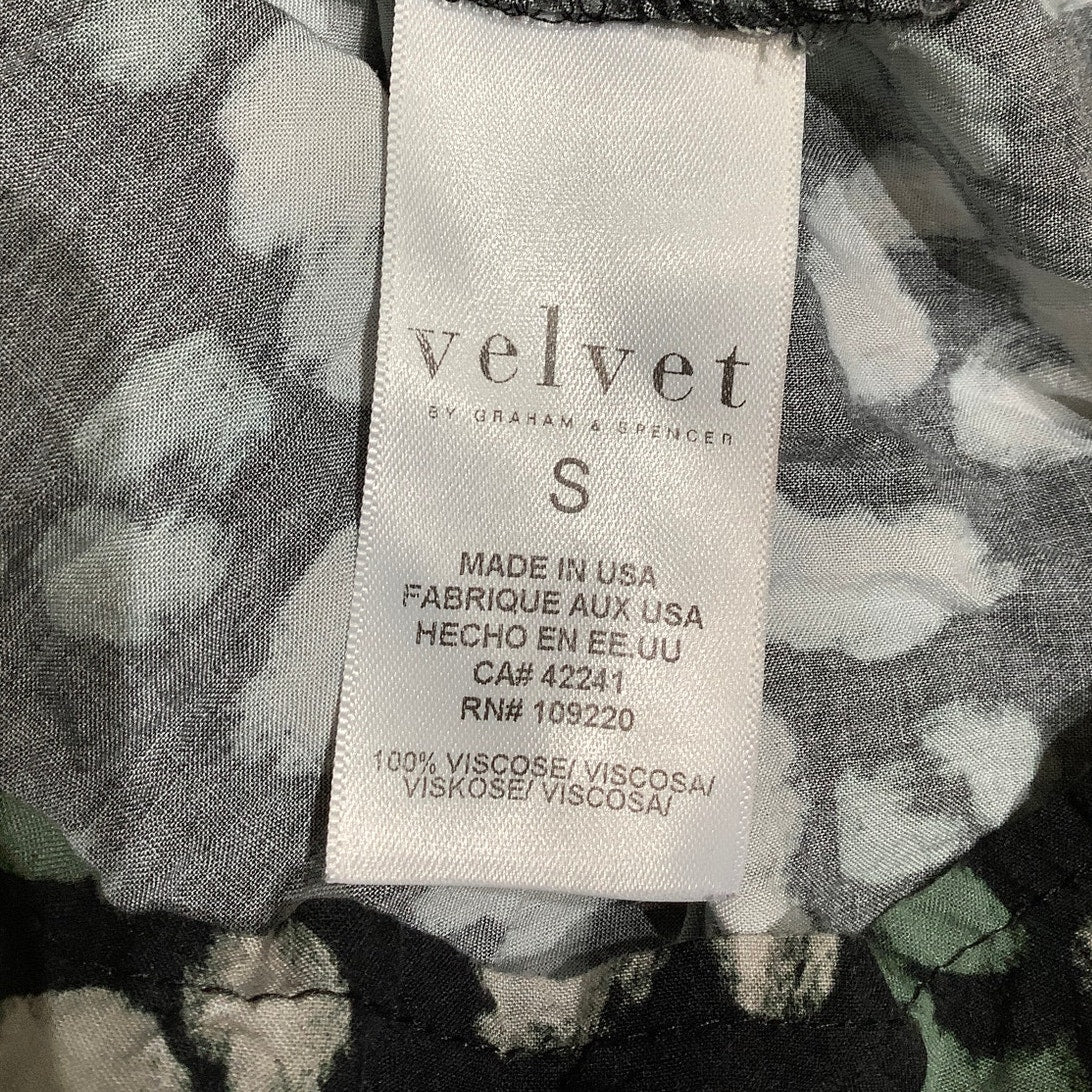 velvet
BY GRAHAM & SPENCER
S
MADE IN USA
FABRIQUE AUX USA
HECHO EN EE.UU
CA# 42241
RN# 109220
100% VISCOSE/ VISCOSA/
VISKOSE/ VISCOSA/